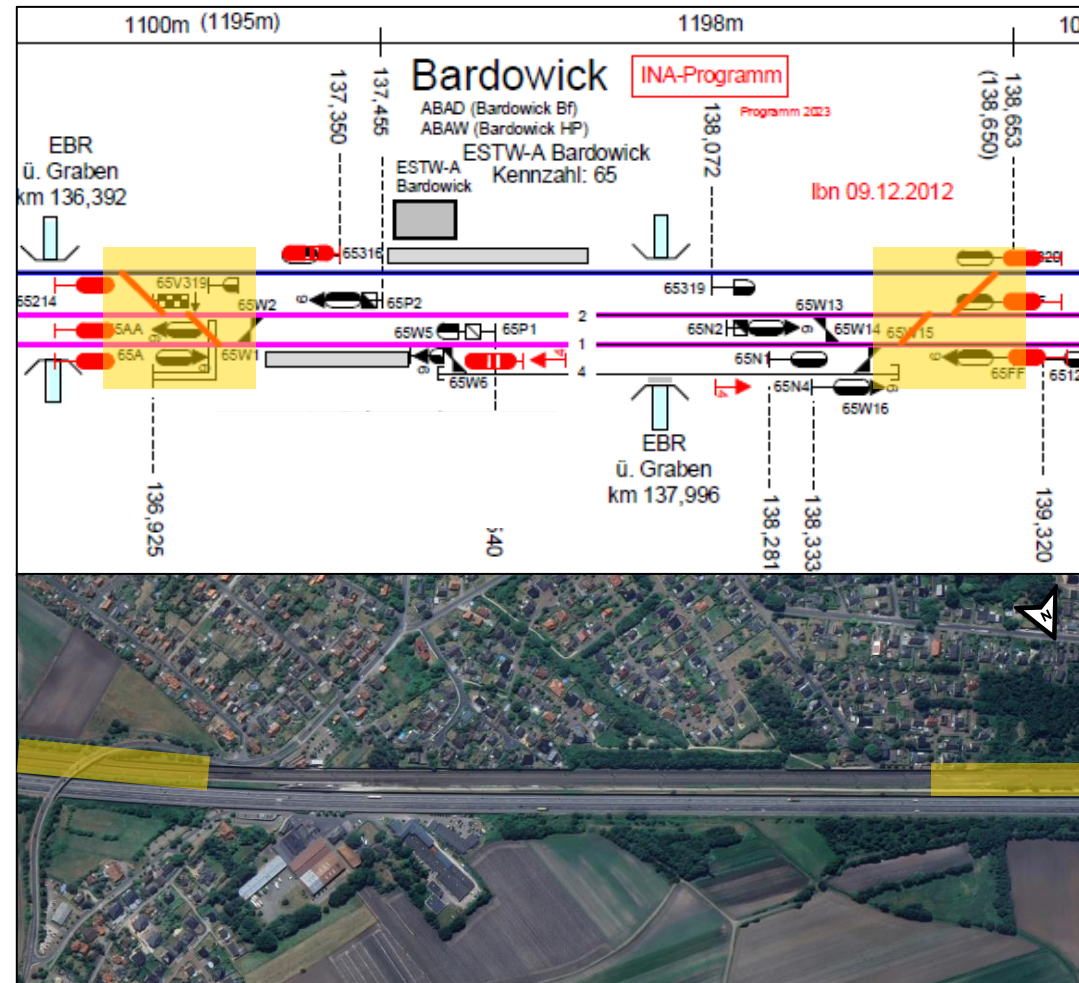 1100m (1195m)
1198m
10
137,350
137,455
Bardowick
INA-Programm
ABAD (Bardowick Bf)
ABAW (Bardowick HP)
138,072
Programm 2023
138,653
(138,650)
EBR
ü. Graben
km 136,392
ESTW-A Bardowick
Kennzahl: 65
ESTW-A
Bardowick
Ibn 09.12.2012
65316
65V319
65214
65W2
65P2
65319
65W13
2
65AA
65W5
65P1
65N2
65W14
65W15
1
65A
65W1
65N1
65FF
4
65W6
65N4
6512
65W16
EBR
ü. Graben
km 137,996
136,925
138,281
138,333
139,320
N